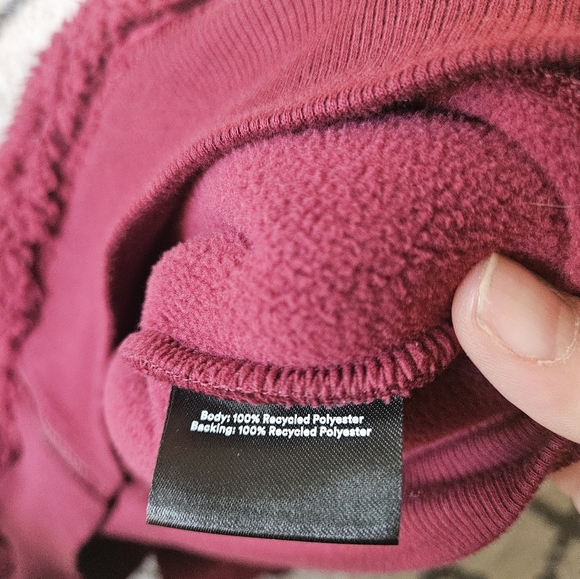 Body: 100% Recycled Polyester
Backing: 100% Recycled Polyester